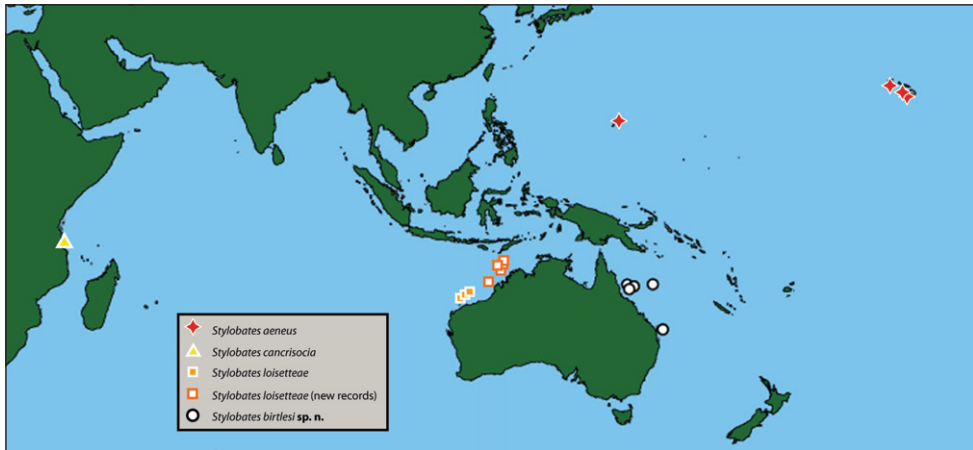 Stylobates aeneus
Stylobates cancrisocia
Stylobates loisetteae
Stylobates loisetteae (new records)
Stylobates birtlesi sp. n.